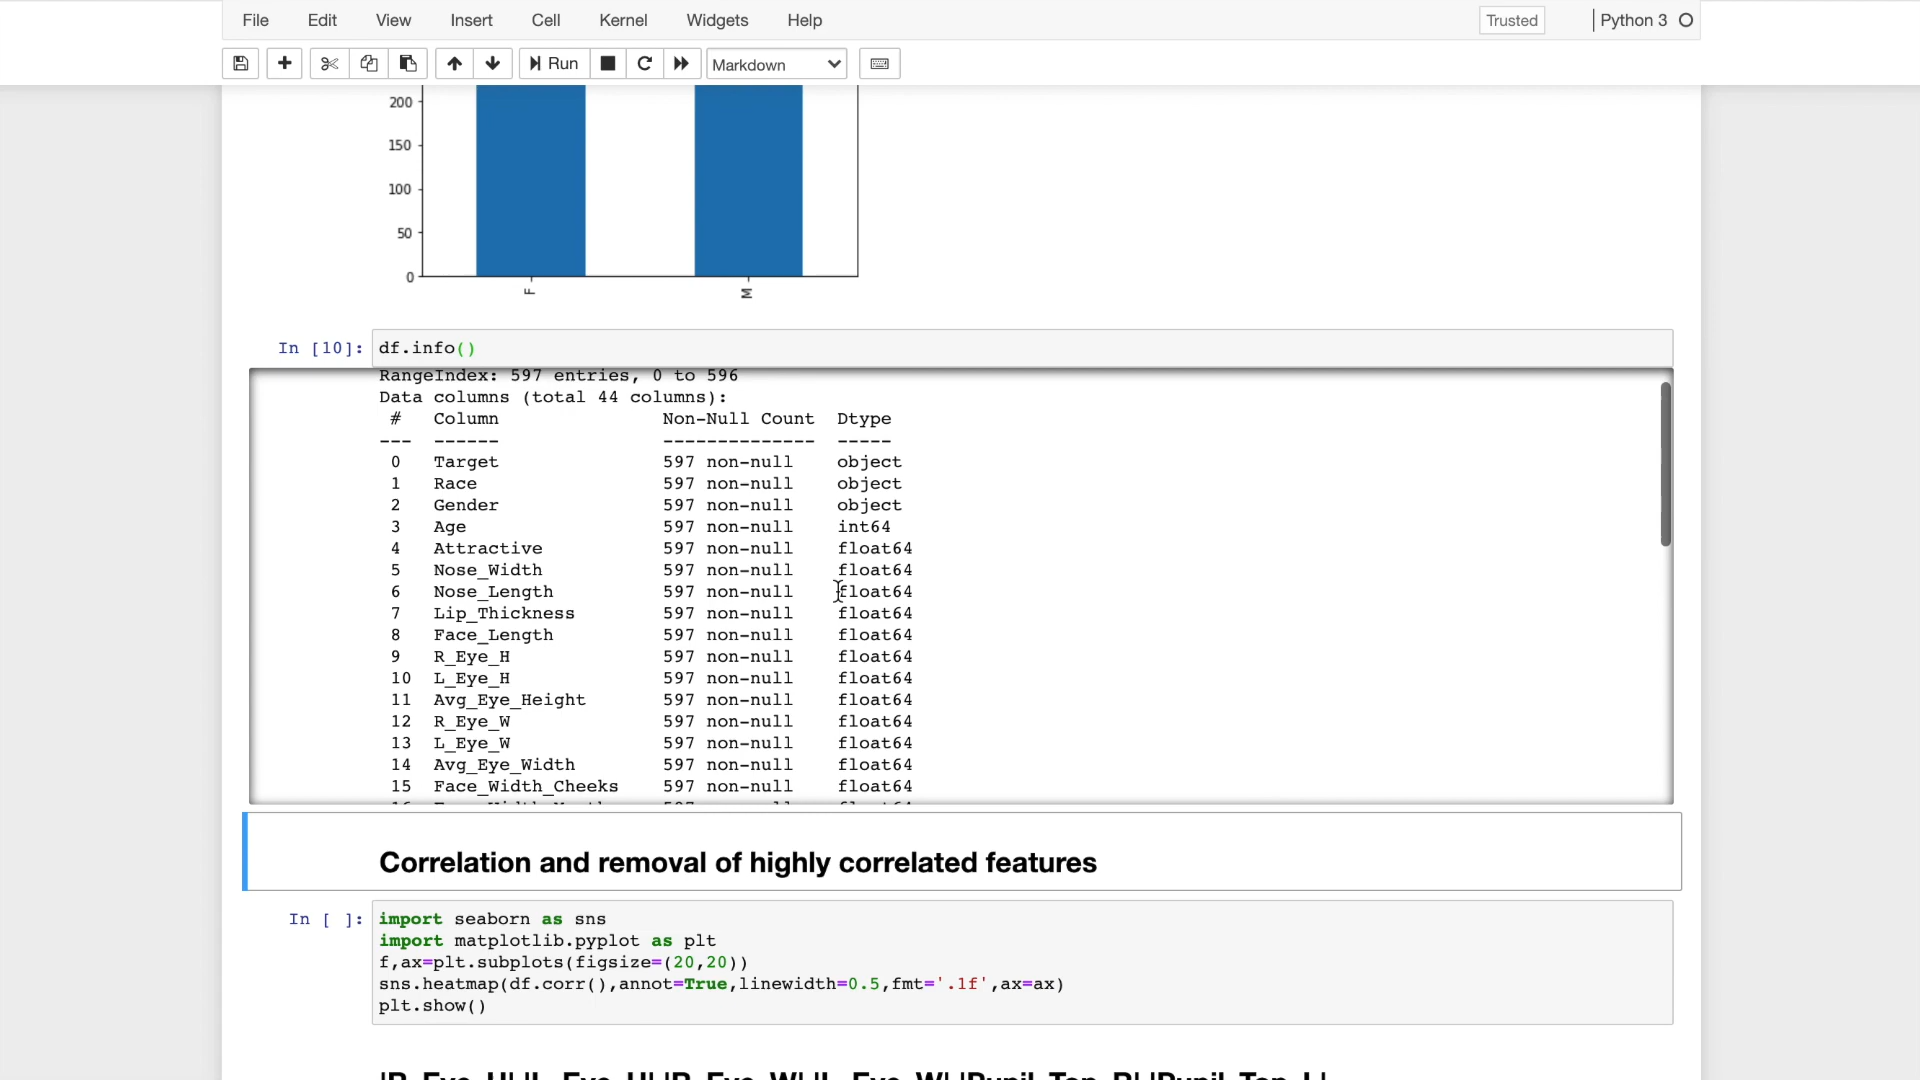 File Edit View Insert Cell Kernel Widgets Help Trusted Python 3
Run Markdown
200
150
100
50
0
F M
In [10]: df.info()
RangeIndex: 597 entries, 0 to 596
Data columns (total 44 columns):
# Column Non-Null Count Dtype
--- ------ -------------- -----
0 Target 597 non-null object
1 Race 597 non-null object
2 Gender 597 non-null object
3 Age 597 non-null int64
4 Attractive 597 non-null float64
5 Nose_Width 597 non-null float64
6 Nose_Length 597 non-null float64
7 Lip_Thickness 597 non-null float64
8 Face_Length 597 non-null float64
9 R_Eye_H 597 non-null float64
10 L_Eye_H 597 non-null float64
11 Avg_Eye_Height 597 non-null float64
12 R_Eye_W 597 non-null float64
13 L_Eye_W 597 non-null float64
14 Avg_Eye_Width 597 non-null float64
15 Face_Width_Cheeks 597 non-null float64
Correlation and removal of highly correlated features
In [ ]: import seaborn as sns
import matplotlib.pyplot as plt
f,ax=plt.subplots(figsize=(20,20))
sns.heatmap(df.corr(),annot=True,linewidth=0.5,fmt='.1f',ax=ax)
plt.show()